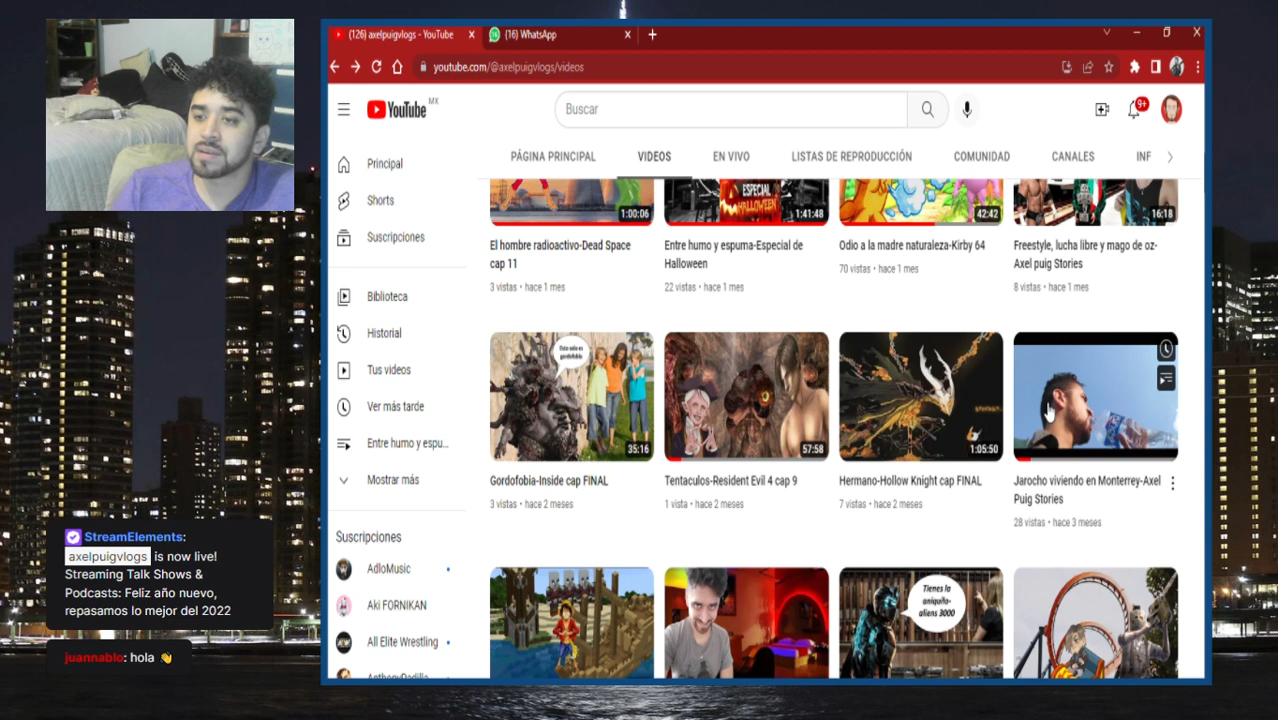 (126) axelpuigvlogs - YouTube
(16) WhatsApp
youtube.com/@axelpuigvlogs/videos
YouTube MX
Buscar
9+
PÁGINA PRINCIPAL VIDEOS EN VIVO LISTAS DE REPRODUCCIÓN COMUNIDAD CANALES INF
Principal
Shorts
Suscripciones
Biblioteca
Historial
Tus videos
Ver más tarde
Entre humo y espu...
Mostrar más
Suscripciones
AdloMusic
Aki FORNIKAN
All Elite Wrestling
AnthonyPadilla
1:00:06
El hombre radioactivo-Dead Space
cap 11
3 vistas • hace 1 mes
ESPECIAL
HALLOWEEN
1:41:48
Entre humo y espuma-Especial de
Halloween
22 vistas • hace 1 mes
42:42
Odio a la madre naturaleza-Kirby 64
70 vistas • hace 1 mes
16:18
Freestyle, lucha libre y mago de oz-
Axel puig Stories
8 vistas • hace 1 mes
35:16
Gordofobia-Inside cap FINAL
3 vistas • hace 2 meses
57:58
Tentaculos-Resident Evil 4 cap 9
1 vista • hace 2 meses
1:05:50
Hermano-Hollow Knight cap FINAL
7 vistas • hace 2 meses
Jarocho viviendo en Monterrey-Axel
Puig Stories
28 vistas • hace 3 meses
Tienes la
aniquila-
aliens 3000
StreamElements:
axelpuigvlogs is now live!
Streaming Talk Shows &
Podcasts: Feliz año nuevo,
repasamos lo mejor del 2022
juannablo: hola 👋